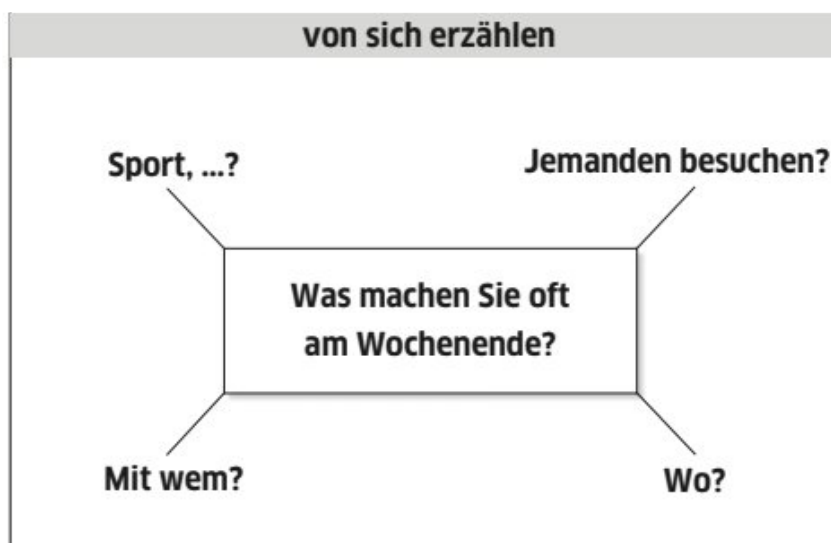 von sich erzählen
Sport, ...?
Jemanden besuchen?
Was machen Sie oft
am Wochenende?
Mit wem?
Wo?